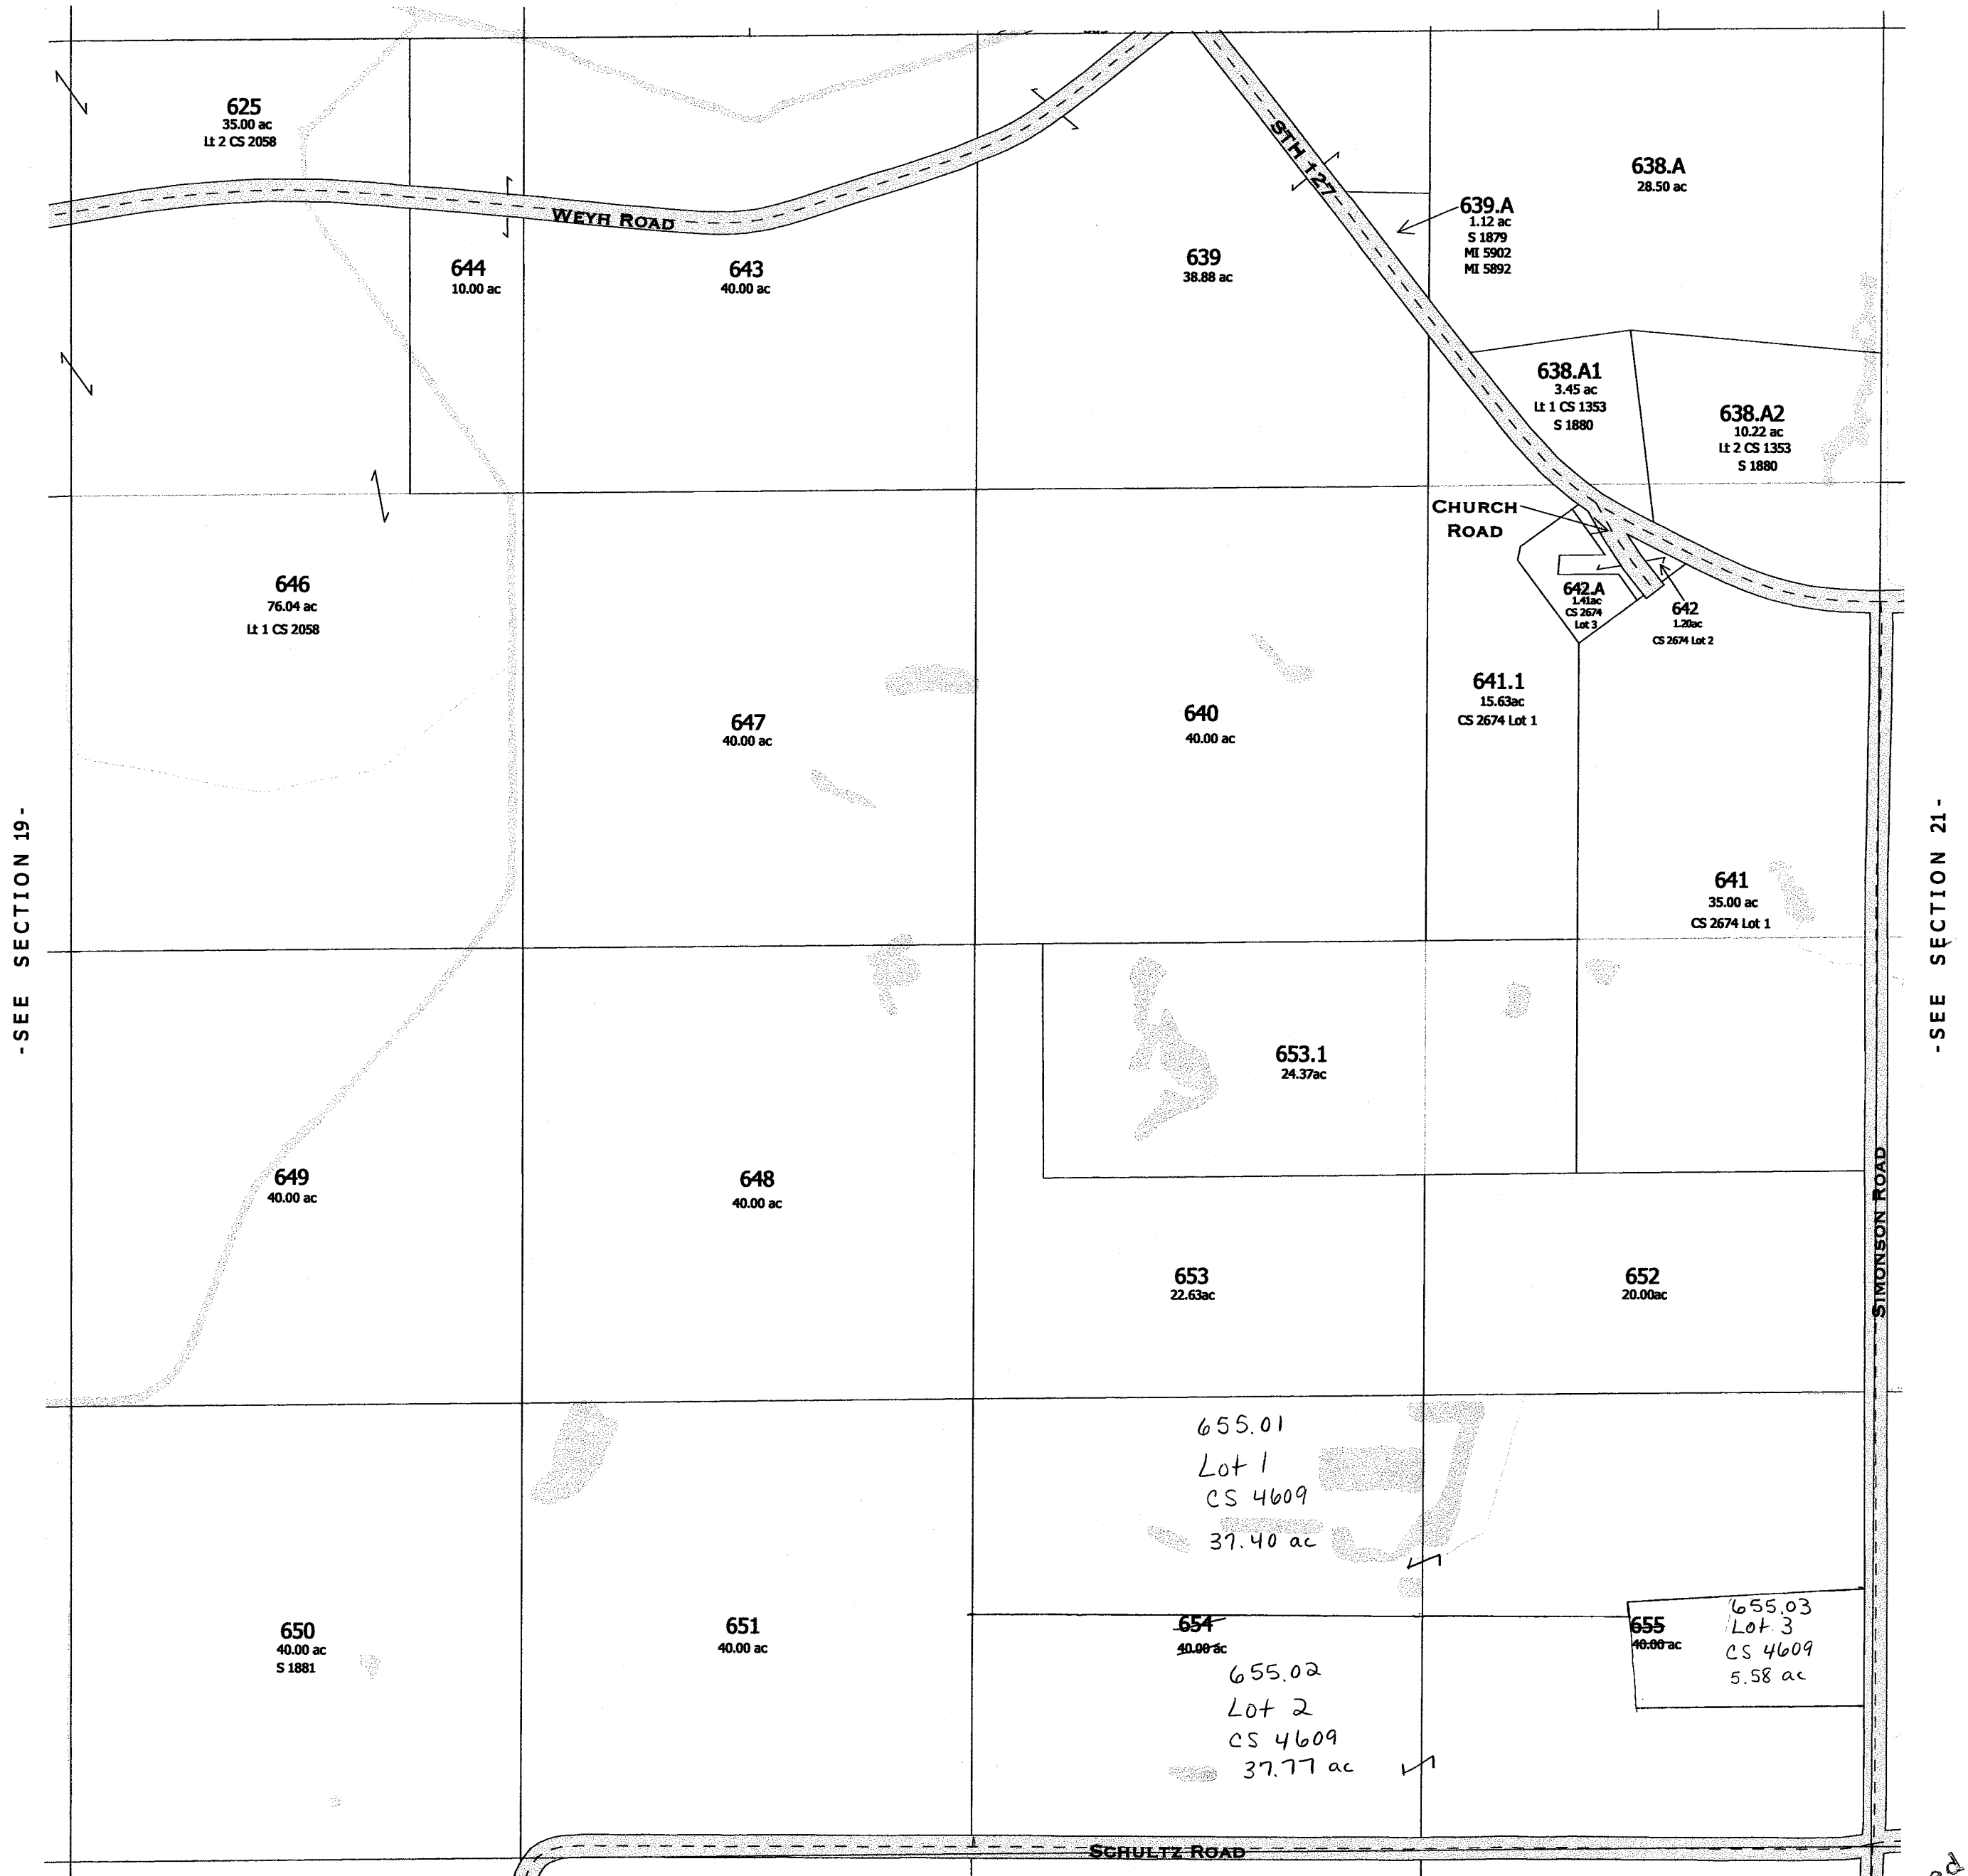 625
35.00 ac
Lt 2 CS 2058
WEYH ROAD
644
10.00 ac
643
40.00 ac
639
38.88 ac
STH 127
639.A
1.12 ac
S 1879
MI 5902
MI 5892
638.A
28.50 ac
638.A1
3.45 ac
Lt 1 CS 1353
S 1880
638.A2
10.22 ac
Lt 2 CS 1353
S 1880
CHURCH
ROAD
642.A
1.41ac
CS 2674
Lot 3
642
1.20ac
CS 2674 Lot 2
646
76.04 ac
Lt 1 CS 2058
647
40.00 ac
640
40.00 ac
641.1
15.63ac
CS 2674 Lot 1
641
35.00 ac
CS 2674 Lot 1
-SEE SECTION 19-
-SEE SECTION 21-
649
40.00 ac
648
40.00 ac
653.1
24.37ac
653
22.63ac
652
20.00ac
SIMONSON ROAD
655.01
Lot 1
CS 4609
37.40 ac
650
40.00 ac
S 1881
651
40.00 ac
654
40.00 ac
655.02
Lot 2
CS 4609
37.77 ac
655
40.00 ac
655.03
Lot 3
CS 4609
5.58 ac
SCHULTZ ROAD